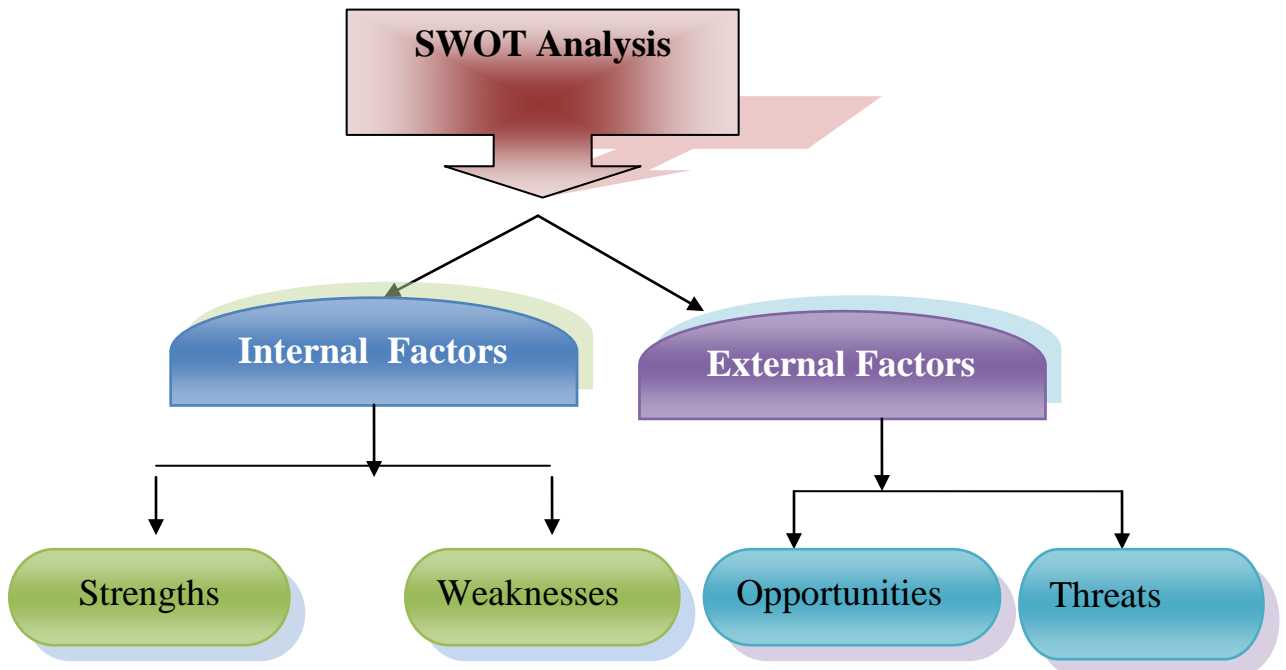 SWOT Analysis
Internal Factors
External Factors
Strengths
Weaknesses
Opportunities
Threats